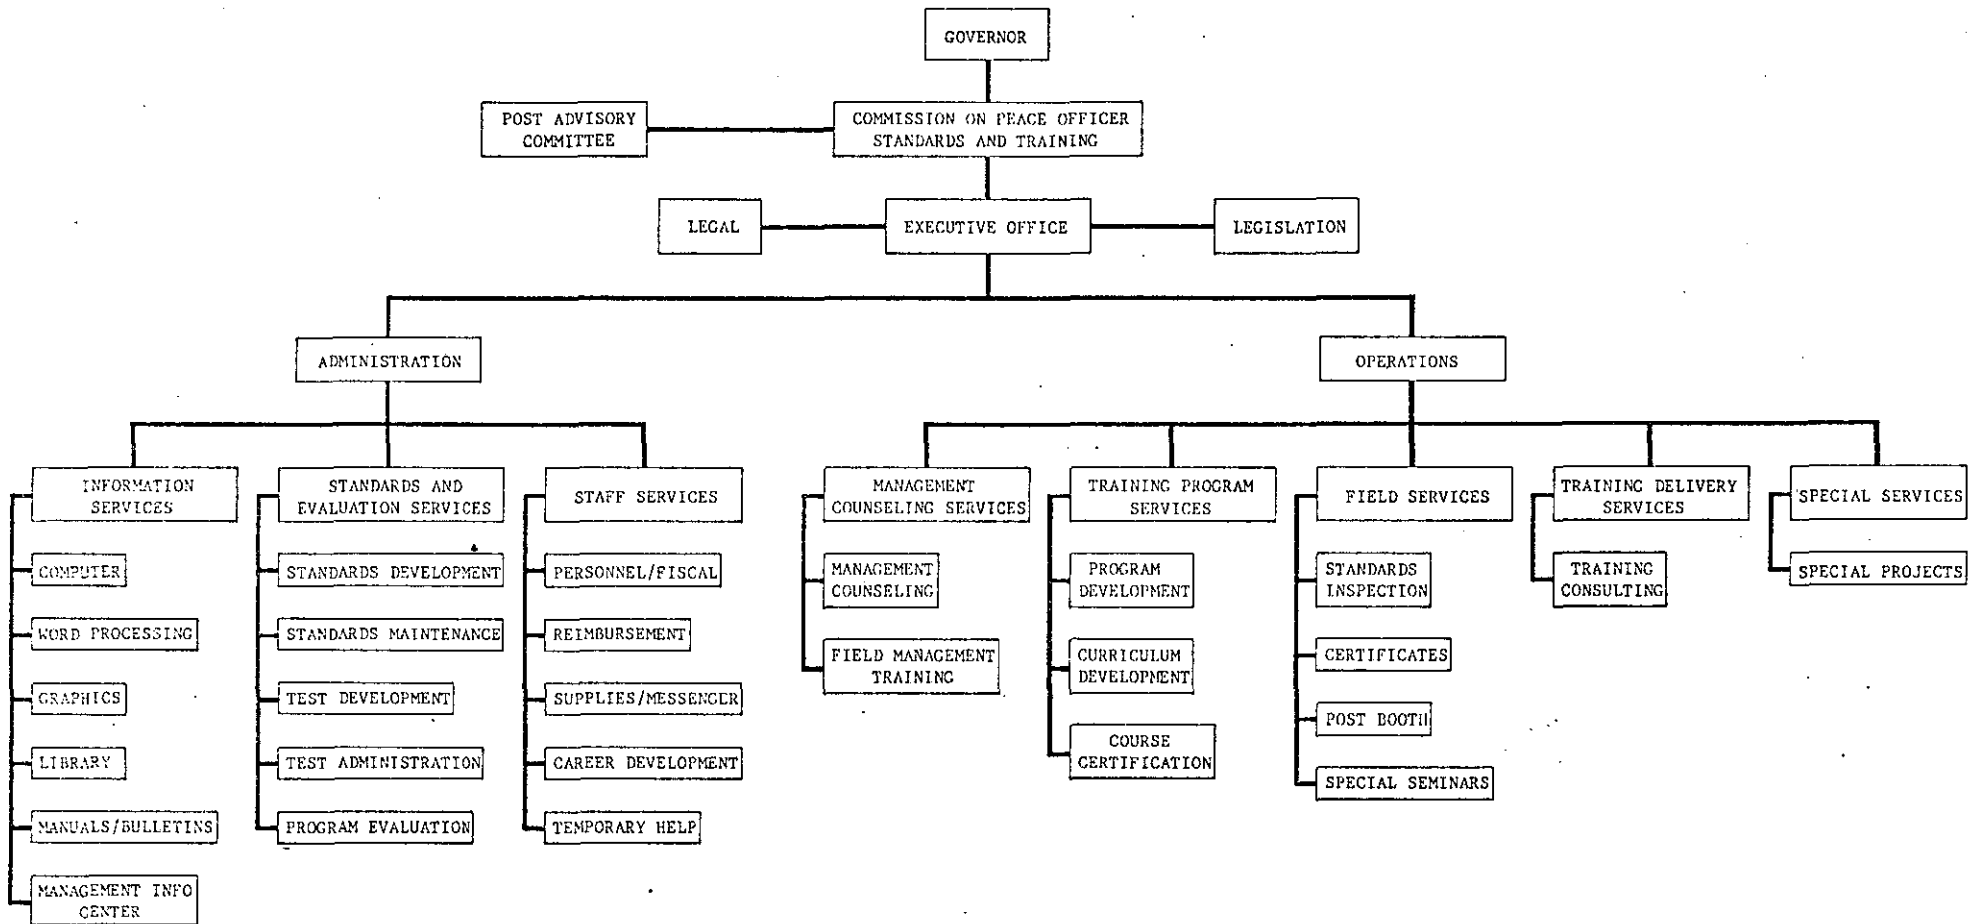 GOVERNOR
POST ADVISORY
COMMITTEE
COMMISSION ON PEACE OFFICER
STANDARDS AND TRAINING
LEGAL
EXECUTIVE OFFICE
LEGISLATION
ADMINISTRATION
OPERATIONS
INFORMATION
SERVICES
COMPUTER
WORD PROCESSING
GRAPHICS
LIBRARY
MANUALS/BULLETINS
MANAGEMENT INFO
CENTER
STANDARDS AND
EVALUATION SERVICES
STANDARDS DEVELOPMENT
STANDARDS MAINTENANCE
TEST DEVELOPMENT
TEST ADMINISTRATION
PROGRAM EVALUATION
STAFF SERVICES
PERSONNEL/FISCAL
REIMBURSEMENT
SUPPLIES/MESSENGER
CAREER DEVELOPMENT
TEMPORARY HELP
MANAGEMENT
COUNSELING SERVICES
MANAGEMENT
COUNSELING
FIELD MANAGEMENT
TRAINING
TRAINING PROGRAM
SERVICES
PROGRAM
DEVELOPMENT
CURRICULUM
DEVELOPMENT
COURSE
CERTIFICATION
FIELD SERVICES
STANDARDS
INSPECTION
CERTIFICATES
POST BOOTH
SPECIAL SEMINARS
TRAINING DELIVERY
SERVICES
TRAINING
CONSULTING
SPECIAL SERVICES
SPECIAL PROJECTS